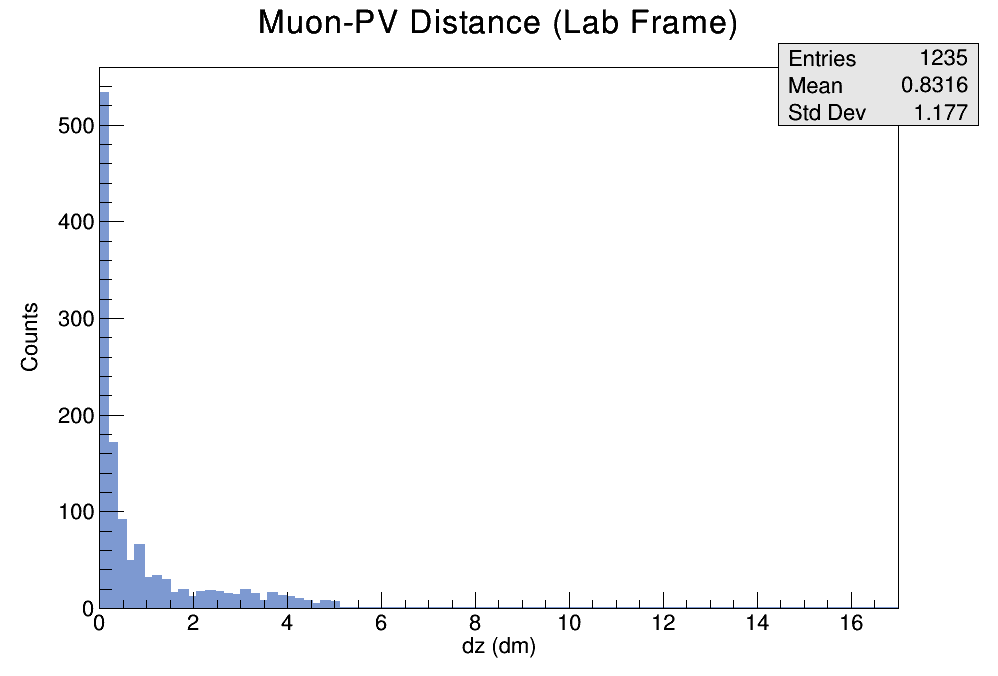 Muon-PV Distance (Lab Frame)
Entries 1235
Mean 0.8316
Std Dev 1.177
500
400
300
200
100
0
Counts
0 2 4 6 8 10 12 14 16
dz (dm)